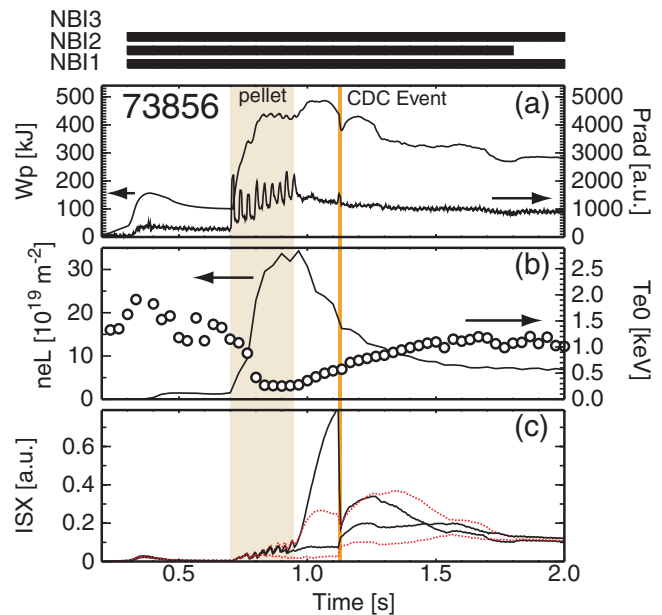 NBI3
NBI2
NBI1
73856
pellet
CDC Event
(a)
Wp [kJ]
500
400
300
200
100
0
5000
4000
3000
2000
1000
0
Prad [a.u.]
(b)
neL [10¹⁹ m⁻²]
30
20
10
0
2.5
2.0
1.5
1.0
0.5
0.0
Te0 [keV]
(c)
ISX [a.u.]
0.6
0.4
0.2
0
0.5
1.0
1.5
2.0
Time [s]